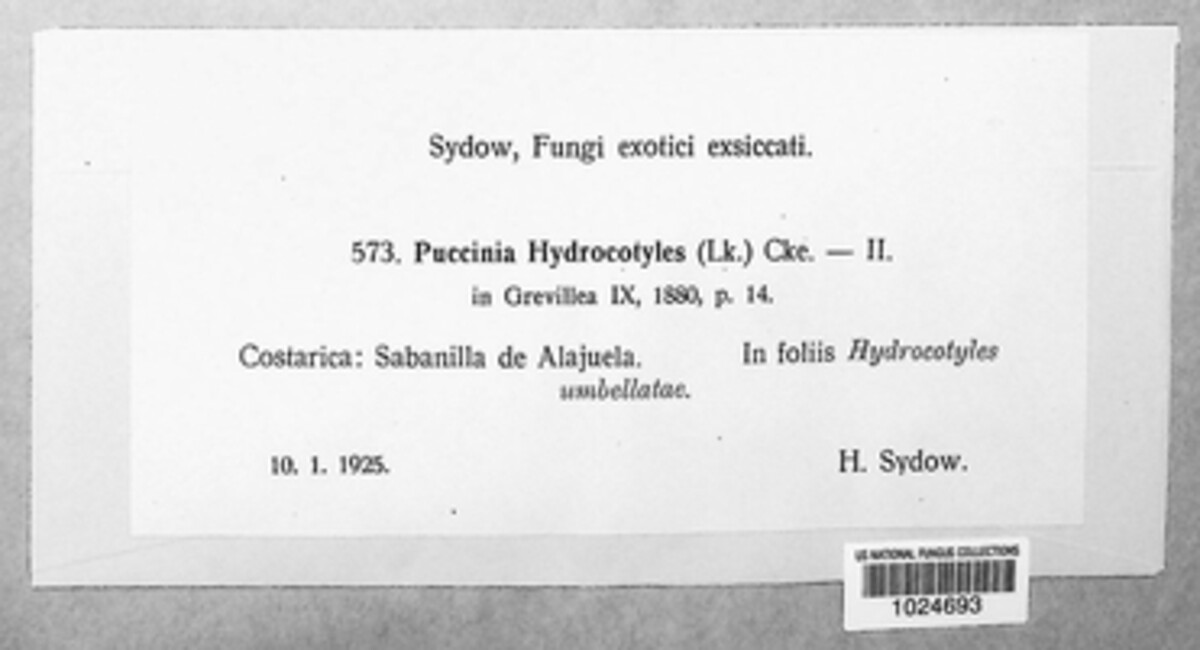 Sydow, Fungi exotici exsiccati.
573. Puccinia Hydrocotyles (Lk.) Cke. — II.
in Grevillea IX, 1880, p. 14.
Costarica: Sabanilla de Alajuela. In foliis Hydrocotyles
umbellatae.
10. 1. 1925. H. Sydow.
US NATIONAL FUNGUS COLLECTIONS
1024693